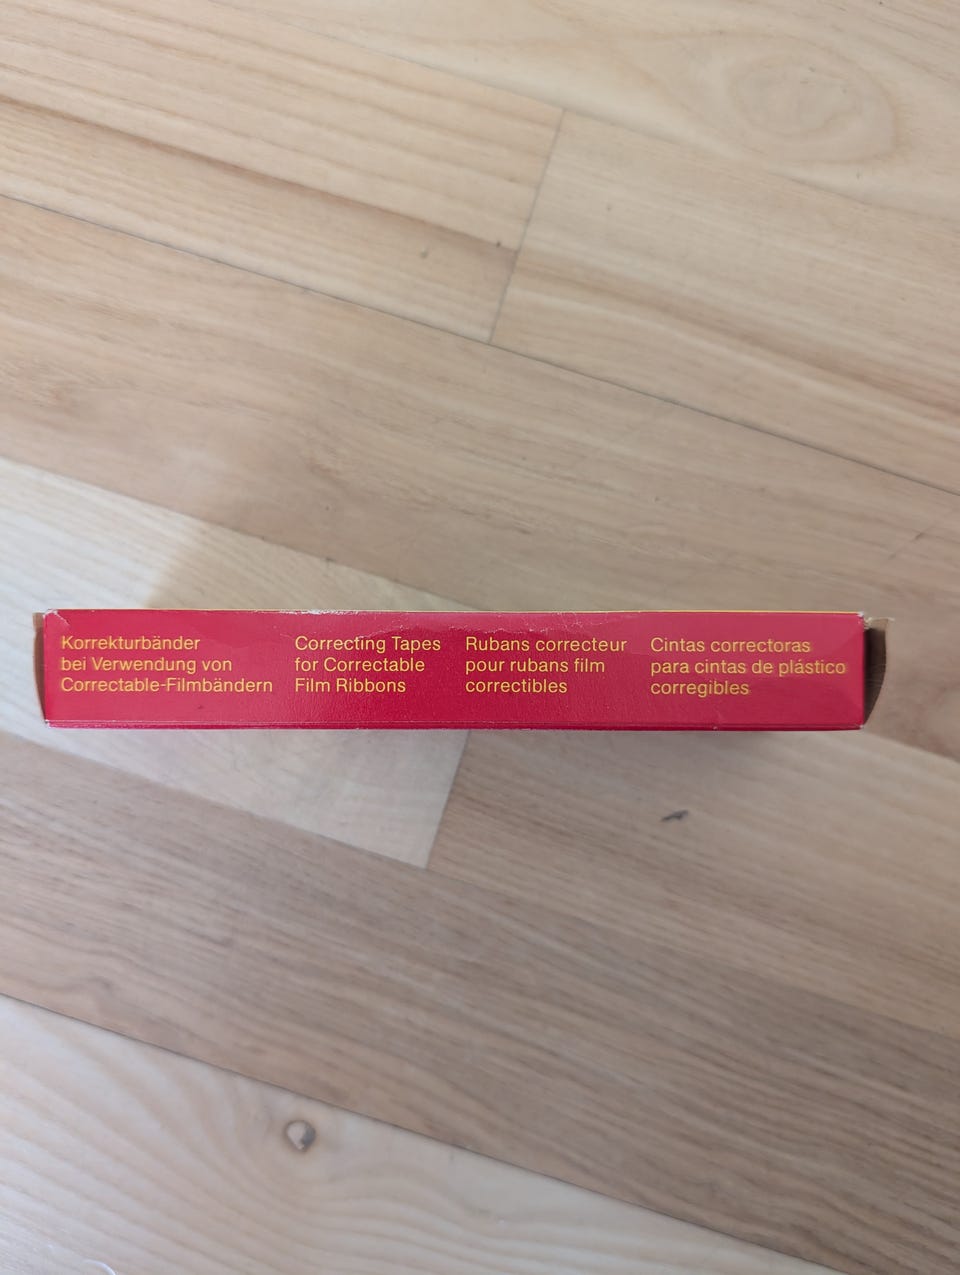 Korrekturbänder
bei Verwendung von
Correctable-Filmbändern
Correcting Tapes
for Correctable
Film Ribbons
Rubans correcteur
pour rubans film
correctibles
Cintas correctoras
para cintas de plástico
corregibles